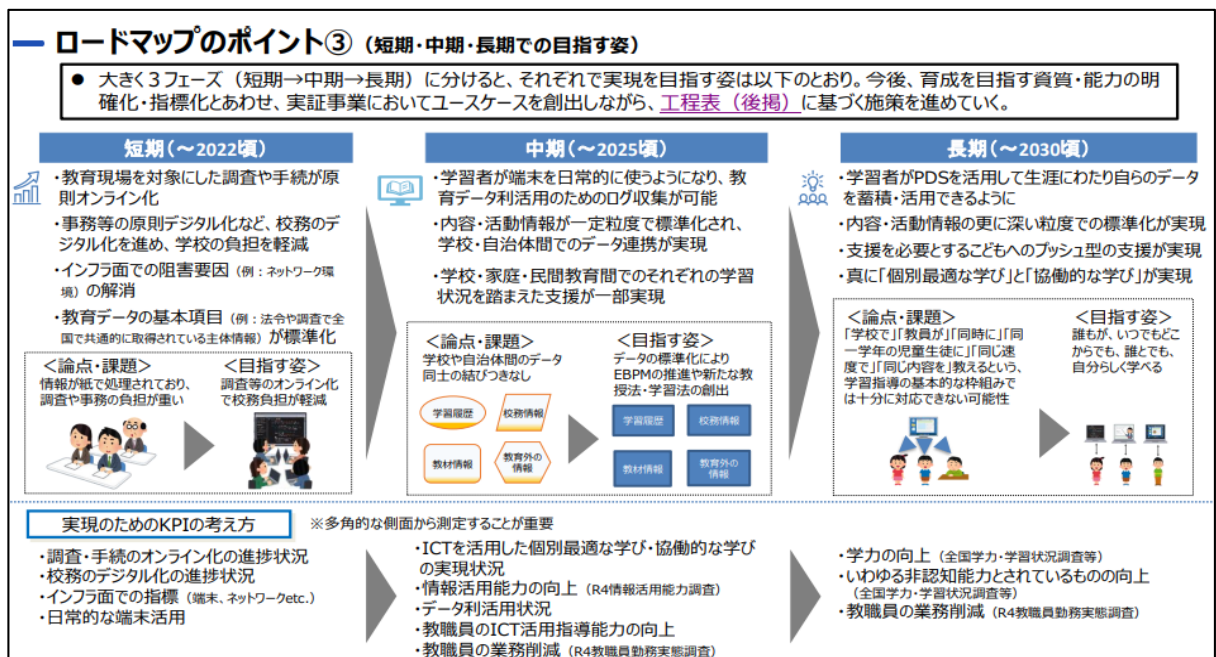 ロードマップのポイント③（短期・中期・長期での目指す姿）
● 大きく３フェーズ（短期→中期→長期）に分けると、それぞれで実現を目指す姿は以下のとおり。今後、育成を目指す資質・能力の明
確化・指標化とあわせ、実証事業においてユースケースを創出しながら、工程表（後掲）に基づく施策を進めていく。
短期（～2022頃）
・教育現場を対象にした調査や手続が原
則オンライン化
・事務等の原則デジタル化など、校務のデ
ジタル化を進め、学校の負担を軽減
・インフラ面での阻害要因（例：ネットワーク環
境）の解消
・教育データの基本項目（例：法令や調査で全
国で共通的に取得されている主体情報）が標準化
＜論点・課題＞
情報が紙で処理されており、
調査や事務の負担が重い
＜目指す姿＞
調査等のオンライン化
で校務負担が軽減
中期（～2025頃）
・学習者が端末を日常的に使うようになり、教
育データ利活用のためのログ収集が可能
・内容・活動情報が一定粒度で標準化され、
学校・自治体間でのデータ連携が実現
・学校・家庭・民間教育間でのそれぞれの学習
状況を踏まえた支援が一部実現
＜論点・課題＞
学校や自治体間のデータ
同士の結びつきなし
学習履歴
校務情報
教材情報
教育外の
情報
＜目指す姿＞
データの標準化により
EBPMの推進や新たな教
授法・学習法の創出
学習履歴
校務情報
教材情報
教育外の
情報
長期（～2030頃）
・学習者がPDSを活用して生涯にわたり自らのデータ
を蓄積・活用できるように
・内容・活動情報の更に深い粒度での標準化が実現
・支援を必要とするこどもへのプッシュ型の支援が実現
・真に「個別最適な学び」と「協働的な学び」が実現
＜論点・課題＞
「学校で」「教員が」「同時に」「同
一学年の児童生徒に」「同じ速
度で」「同じ内容を」教えるという、
学習指導の基本的な枠組みで
は十分に対応できない可能性
＜目指す姿＞
誰もが、いつでもどこ
からでも、誰とでも、
自分らしく学べる
実現のためのKPIの考え方
※多角的な側面から測定することが重要
・調査・手続のオンライン化の進捗状況
・校務のデジタル化の進捗状況
・インフラ面での指標（端末、ネットワークetc.）
・日常的な端末活用
・ICTを活用した個別最適な学び・協働的な学び
の実現状況
・情報活用能力の向上（R4情報活用能力調査）
・データ利活用状況
・教職員のICT活用指導能力の向上
・教職員の業務削減（R4教職員勤務実態調査）
・学力の向上（全国学力・学習状況調査等）
・いわゆる非認知能力とされているものの向上
（全国学力・学習状況調査等）
・教職員の業務削減（R4教職員勤務実態調査）